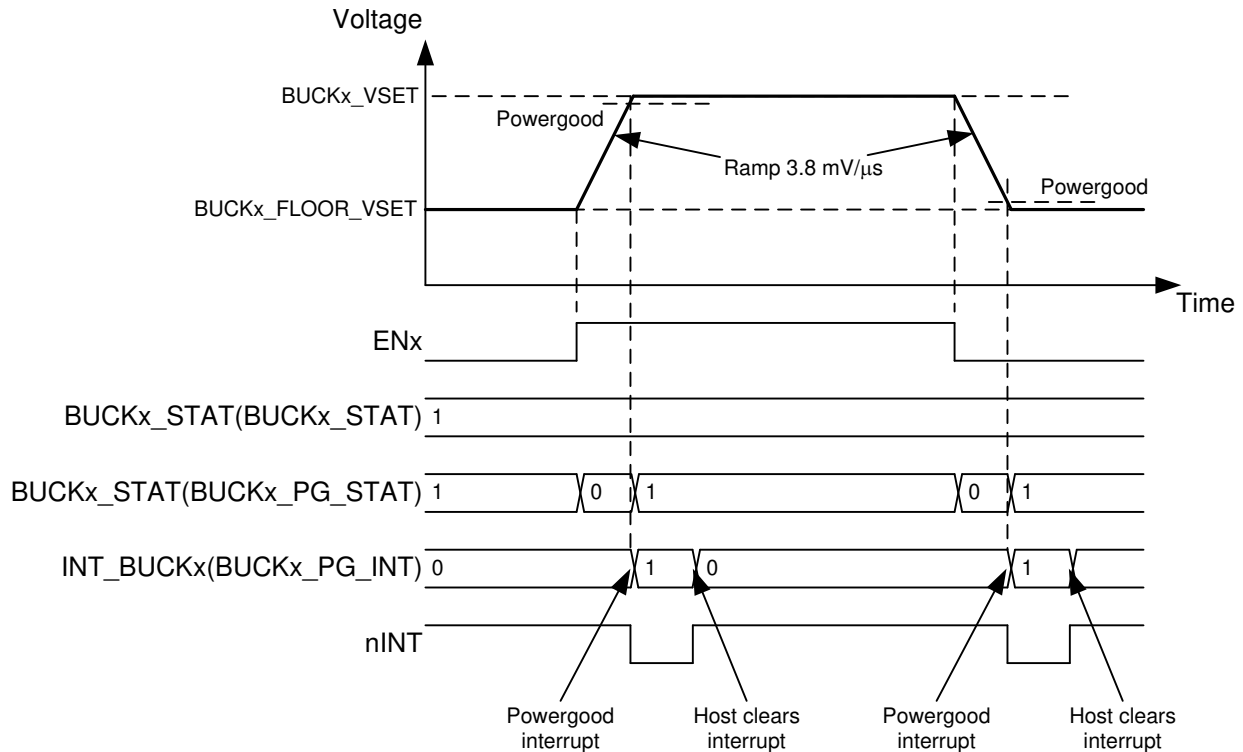 Voltage
BUCKx_VSET
Powergood
Ramp 3.8 mV/μs
Powergood
BUCKx_FLOOR_VSET
Time
ENx
BUCKx_STAT(BUCKx_STAT) 1
BUCKx_STAT(BUCKx_PG_STAT) 1 0 1 0 1
INT_BUCKx(BUCKx_PG_INT) 0 1 0 1
nINT
Powergood
interrupt
Host clears
interrupt
Powergood
interrupt
Host clears
interrupt